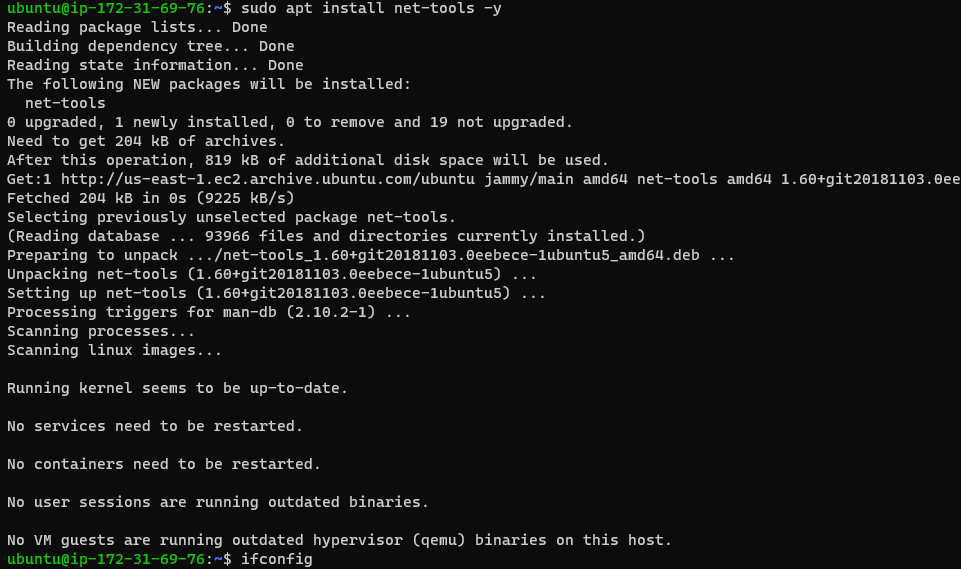 ubuntu@ip-172-31-69-76:~$ sudo apt install net-tools -y
Reading package lists... Done
Building dependency tree... Done
Reading state information... Done
The following NEW packages will be installed:
  net-tools
0 upgraded, 1 newly installed, 0 to remove and 19 not upgraded.
Need to get 204 kB of archives.
After this operation, 819 kB of additional disk space will be used.
Get:1 http://us-east-1.ec2.archive.ubuntu.com/ubuntu jammy/main amd64 net-tools amd64 1.60+git20181103.0ee
Fetched 204 kB in 0s (9225 kB/s)
Selecting previously unselected package net-tools.
(Reading database ... 93966 files and directories currently installed.)
Preparing to unpack .../net-tools_1.60+git20181103.0eebece-1ubuntu5_amd64.deb ...
Unpacking net-tools (1.60+git20181103.0eebece-1ubuntu5) ...
Setting up net-tools (1.60+git20181103.0eebece-1ubuntu5) ...
Processing triggers for man-db (2.10.2-1) ...
Scanning processes...
Scanning linux images...

Running kernel seems to be up-to-date.

No services need to be restarted.

No containers need to be restarted.

No user sessions are running outdated binaries.

No VM guests are running outdated hypervisor (qemu) binaries on this host.
ubuntu@ip-172-31-69-76:~$ ifconfig